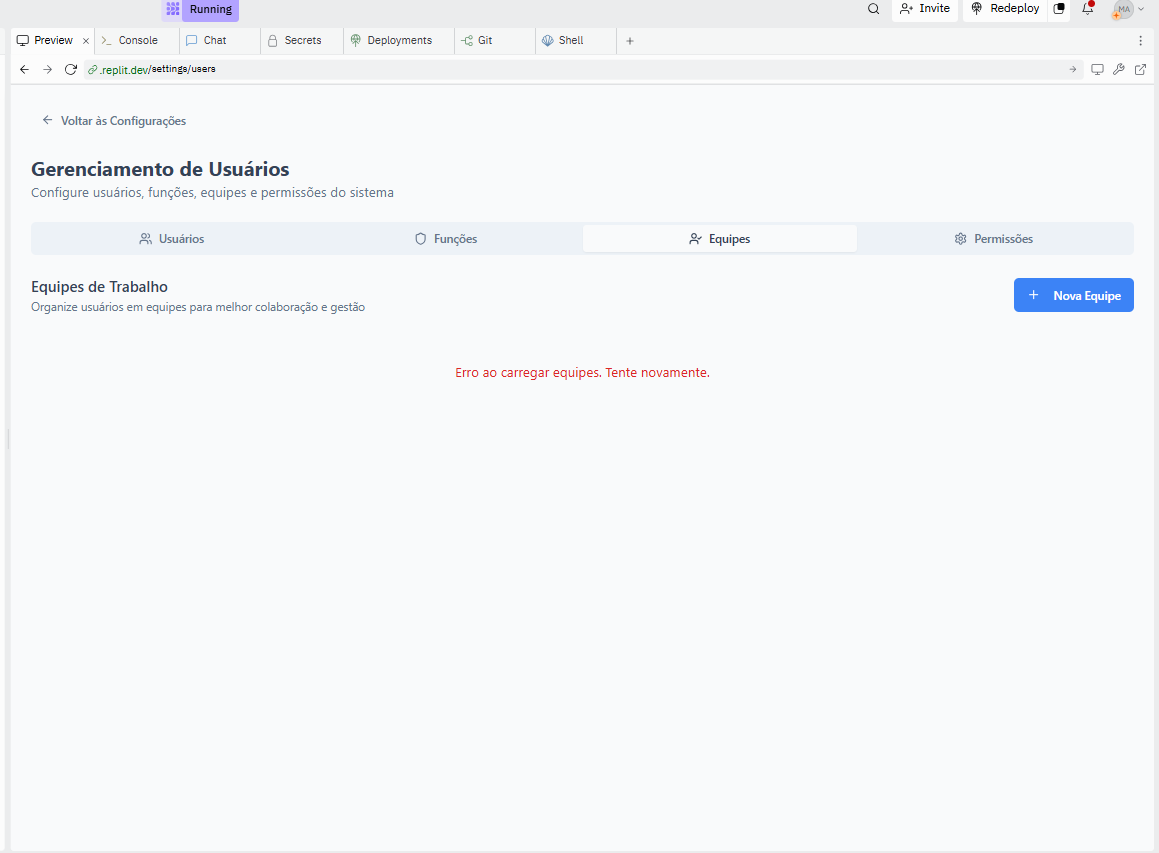 Running
Invite
Redeploy
MA
Preview
Console
Chat
Secrets
Deployments
Git
Shell
.replit.dev/settings/users
Voltar às Configurações
Gerenciamento de Usuários
Configure usuários, funções, equipes e permissões do sistema
Usuários
Funções
Equipes
Permissões
Equipes de Trabalho
Organize usuários em equipes para melhor colaboração e gestão
Nova Equipe
Erro ao carregar equipes. Tente novamente.